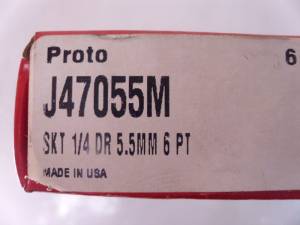 Proto 6
J47055M
SKT 1/4 DR 5.5MM 6 PT
MADE IN USA